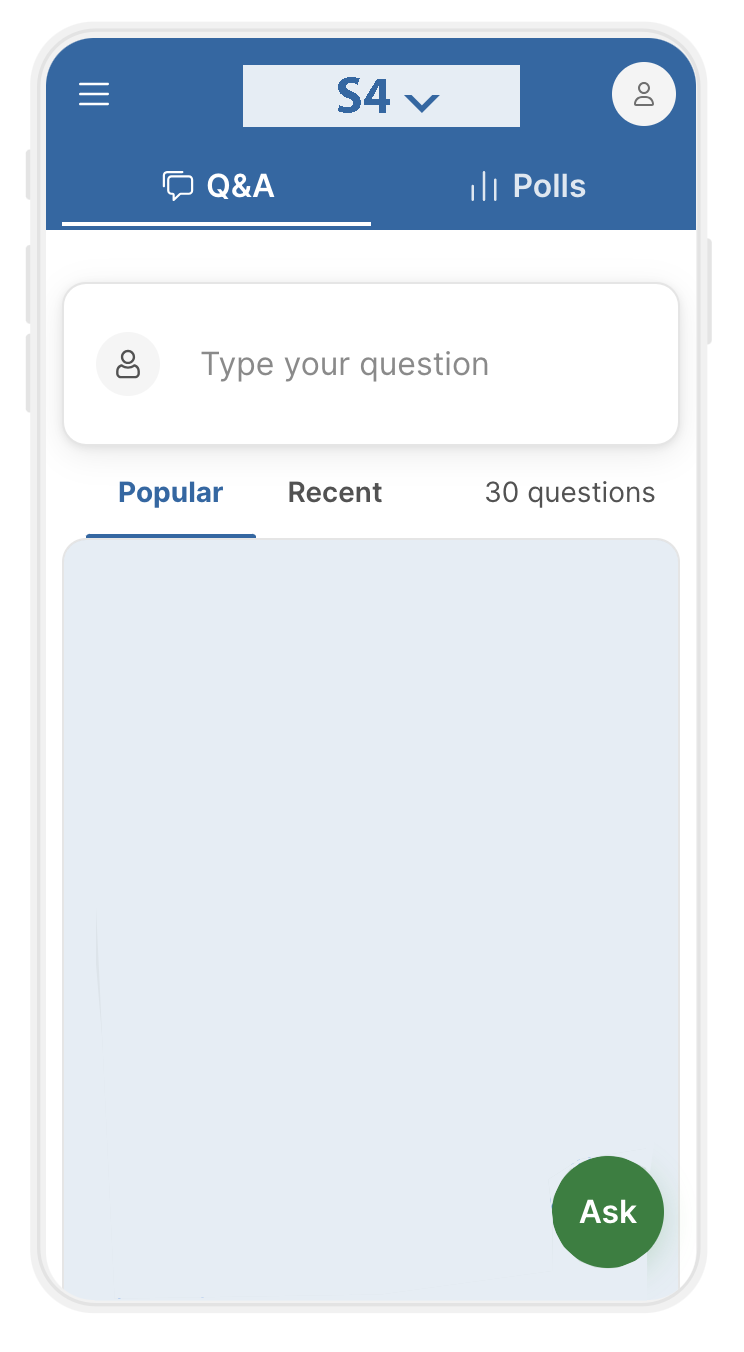 S4
Q&A
Polls
Type your question
Popular
Recent
30 questions
Ask